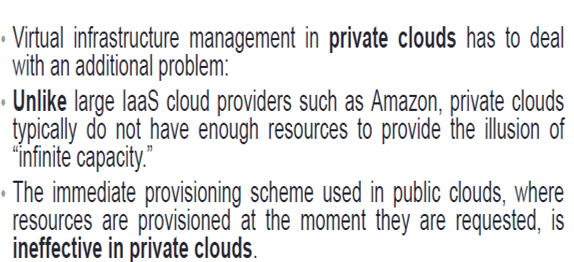 • Virtual infrastructure management in private clouds has to deal
with an additional problem:
• Unlike large IaaS cloud providers such as Amazon, private clouds
typically do not have enough resources to provide the illusion of
“infinite capacity.”
• The immediate provisioning scheme used in public clouds, where
resources are provisioned at the moment they are requested, is
ineffective in private clouds.